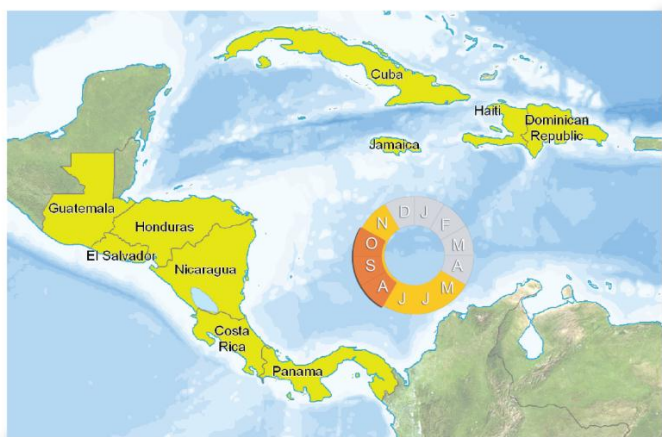 Cuba
Haiti
Dominican
Republic
Jamaica
Guatemala
Honduras
El Salvador
Nicaragua
Costa
Rica
Panama
J
F
M
A
M
J
J
A
S
O
N
D